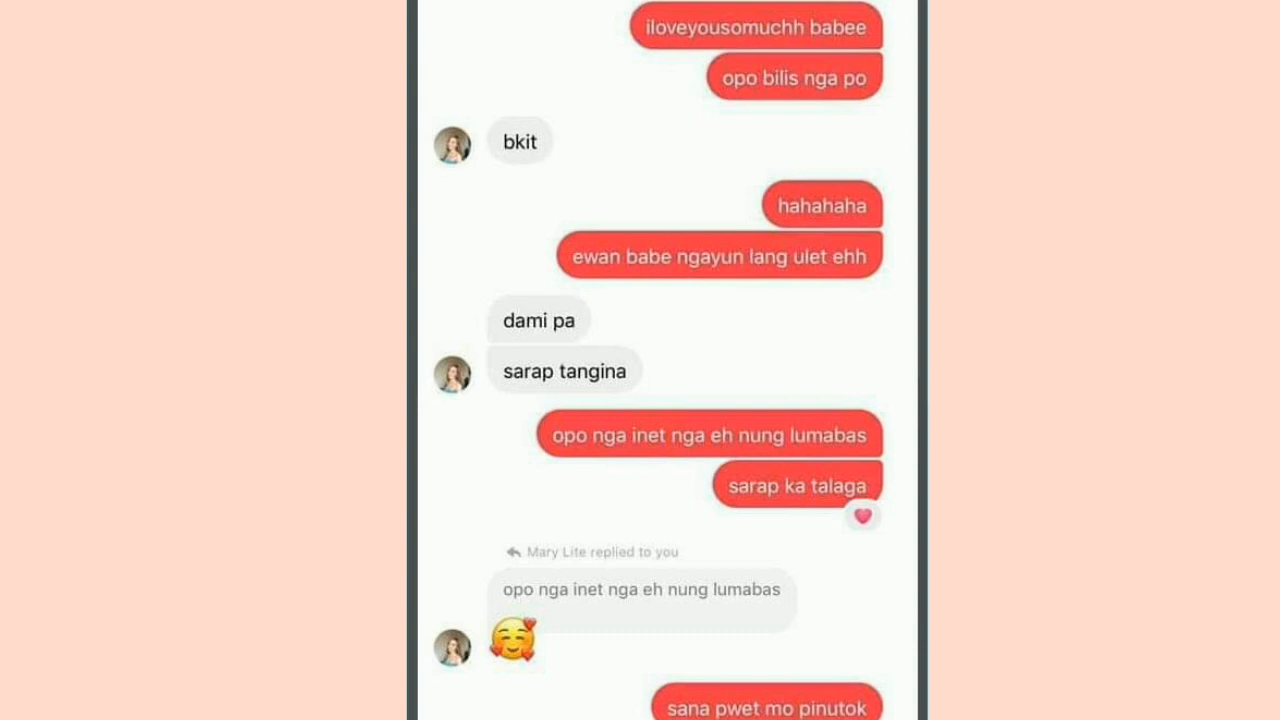 iloveyousomuchh babee
opo bilis nga po
bkit
hahahaha
ewan babe ngayun lang ulet ehh
dami pa
sarap tangina
opo nga inet nga eh nung lumabas
sarap ka talaga
Mary Lite replied to you
opo nga inet nga eh nung lumabas
sana pwet mo pinutok